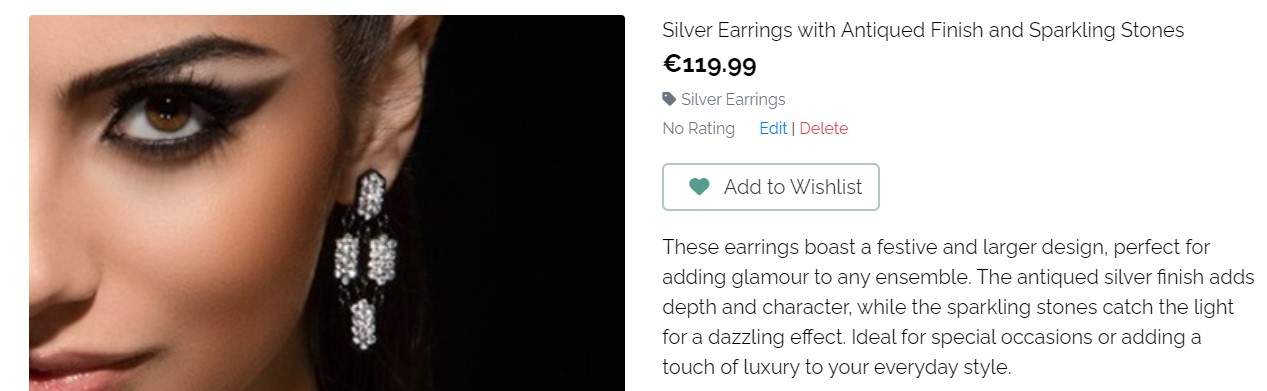 Silver Earrings with Antiqued Finish and Sparkling Stones
€119.99
Silver Earrings
No Rating Edit | Delete
Add to Wishlist
These earrings boast a festive and larger design, perfect for
adding glamour to any ensemble. The antiqued silver finish adds
depth and character, while the sparkling stones catch the light
for a dazzling effect. Ideal for special occasions or adding a
touch of luxury to your everyday style.